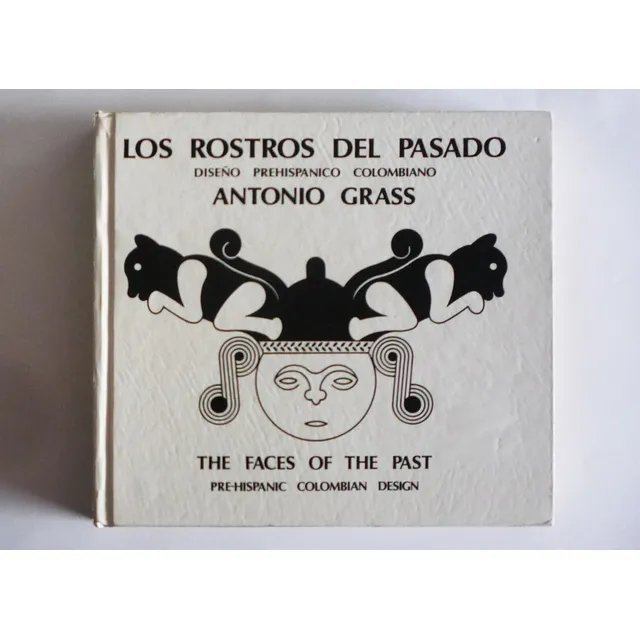 LOS ROSTROS DEL PASADO
DISEÑO PREHISPANICO COLOMBIANO
ANTONIO GRASS
THE FACES OF THE PAST
PRE-HISPANIC COLOMBIAN DESIGN